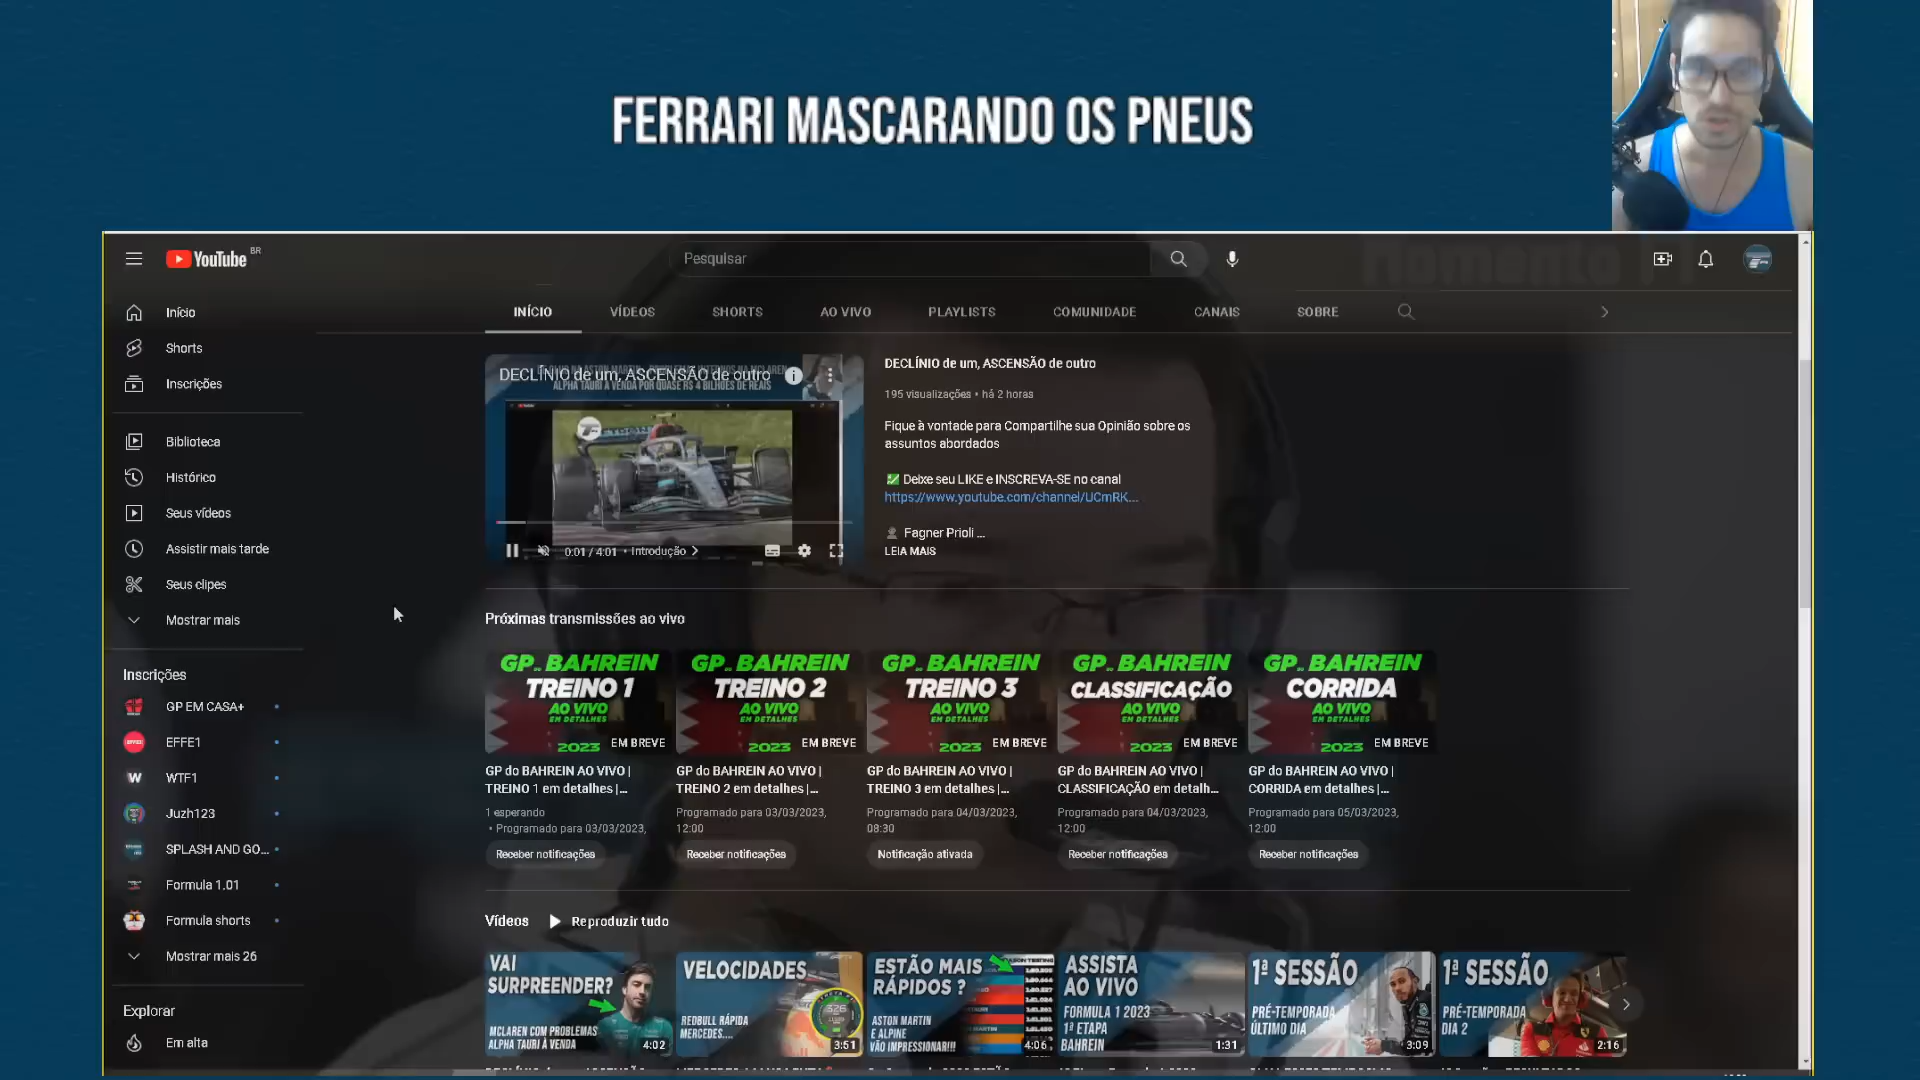 FERRARI MASCARANDO OS PNEUS
YouTube BR
Pesquisar
INÍCIO VÍDEOS SHORTS AO VIVO PLAYLISTS COMUNIDADE CANAIS SOBRE
Início
Shorts
Inscrições
Biblioteca
Histórico
Seus vídeos
Assistir mais tarde
Seus clipes
Mostrar mais
Inscrições
GP EM CASA+
EFFE1
WTF1
Juzh123
SPLASH AND GO...
Formula 1.01
Formula shorts
Mostrar mais 26
Explorar
Em alta
DECLÍNIO de um, ASCENSÃO de outro
ALPHA TAURI À VENDA POR QUASE R$ 4 BILHÕES DE REAIS
0:01 / 4:01 • Introdução
DECLÍNIO de um, ASCENSÃO de outro
195 visualizações • há 2 horas
Fique à vontade para Compartilhe sua Opinião sobre os
assuntos abordados
✅ Deixe seu LIKE e INSCREVA-SE no canal
https://www.youtube.com/channel/UCmRK...
Fagner Prioli ...
LEIA MAIS
Próximas transmissões ao vivo
GP do BAHREIN
TREINO 1
AO VIVO
EM DETALHES
2023 EM BREVE
GP do BAHREIN AO VIVO |
TREINO 1 em detalhes |...
1 esperando
• Programado para 03/03/2023,
Receber notificações
GP do BAHREIN
TREINO 2
AO VIVO
EM DETALHES
2023 EM BREVE
GP do BAHREIN AO VIVO |
TREINO 2 em detalhes |...
Programado para 03/03/2023,
12:00
Receber notificações
GP do BAHREIN
TREINO 3
AO VIVO
EM DETALHES
2023 EM BREVE
GP do BAHREIN AO VIVO |
TREINO 3 em detalhes |...
Programado para 04/03/2023,
08:30
Notificação ativada
GP do BAHREIN
CLASSIFICAÇÃO
AO VIVO
EM DETALHES
2023 EM BREVE
GP do BAHREIN AO VIVO |
CLASSIFICAÇÃO em detalh...
Programado para 04/03/2023,
12:00
Receber notificações
GP do BAHREIN
CORRIDA
AO VIVO
EM DETALHES
2023 EM BREVE
GP do BAHREIN AO VIVO |
CORRIDA em detalhes |...
Programado para 05/03/2023,
12:00
Receber notificações
Vídeos Reproduzir tudo
VAI
SURPREENDER?
MCLAREN COM PROBLEMAS
ALPHA TAURI À VENDA
4:02
VELOCIDADES
REDBULL RÁPIDA
MERCEDES....
326
3:51
ESTÃO MAIS
RÁPIDOS ?
ASTON MARTIN
E ALPINE
VÃO IMPRESSIONAR!!!
4:06
ASSISTA
AO VIVO
FORMULA 1 2023
1ª ETAPA
BAHREIN
1:31
1ª SESSÃO
PRÉ-TEMPORADA
ÚLTIMO DIA
3:09
1ª SESSÃO
PRÉ-TEMPORADA
DIA 2
2:16